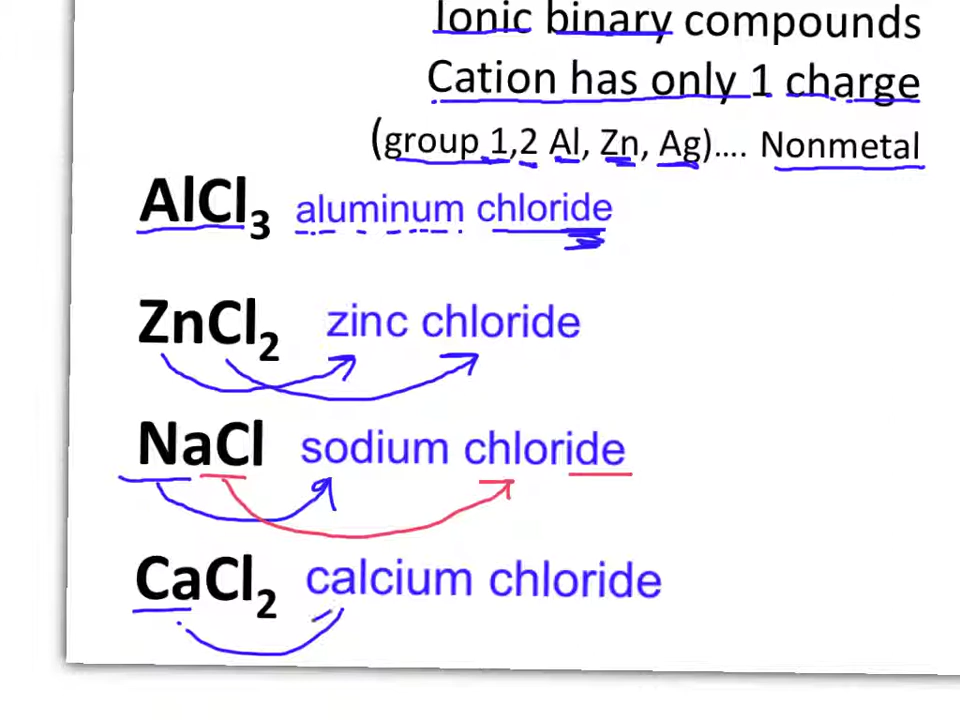 Ionic binary compounds
Cation has only 1 charge
(group 1,2 Al, Zn, Ag).... Nonmetal
AlCl3 aluminum chloride
ZnCl2 zinc chloride
NaCl sodium chloride
CaCl2 calcium chloride